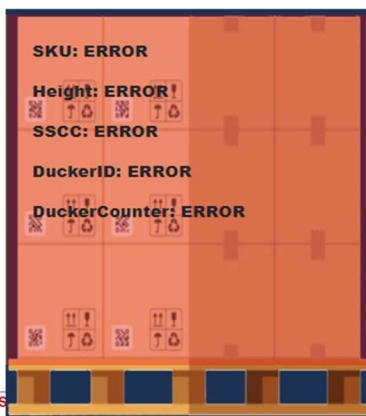 SKU: ERROR
Height: ERROR
SSCC: ERROR
DuckerID: ERROR
DuckerCounter: ERROR